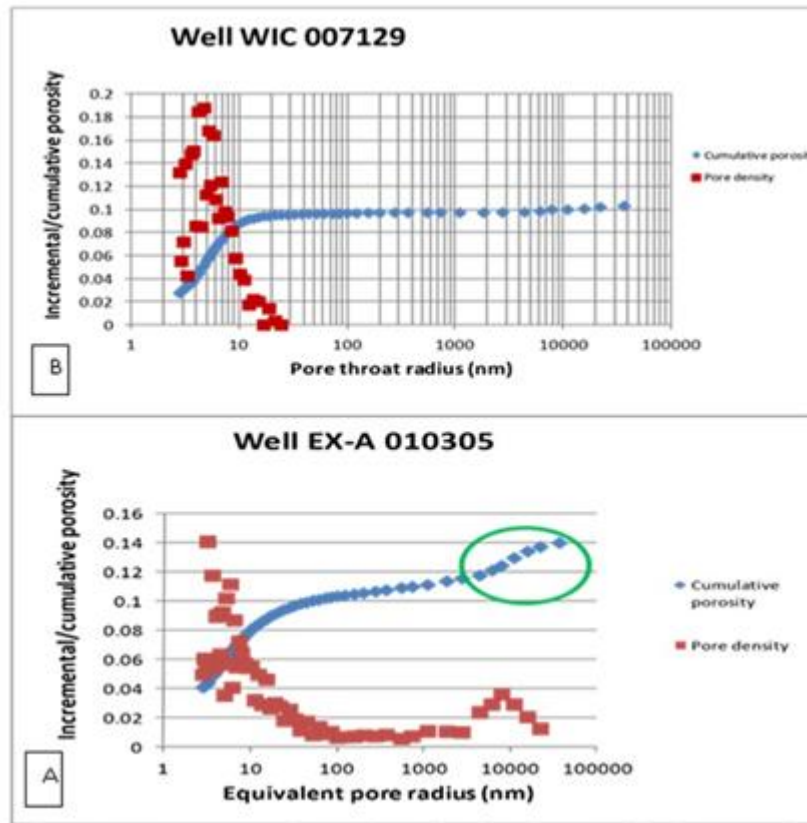 Well WIC 007129
Incremental/cumulative porosity
0.2
0.18
0.16
0.14
0.12
0.1
0.08
0.06
0.04
0.02
0
1 10 100 1000 10000 100000
Pore throat radius (nm)
Cumulative porosit
Pore density
B
Well EX-A 010305
Incremental/cumulative porosity
0.16
0.14
0.12
0.1
0.08
0.06
0.04
0.02
0
1 10 100 1000 10000 100000
Equivalent pore radius (nm)
Cumulative
porosity
Pore density
A